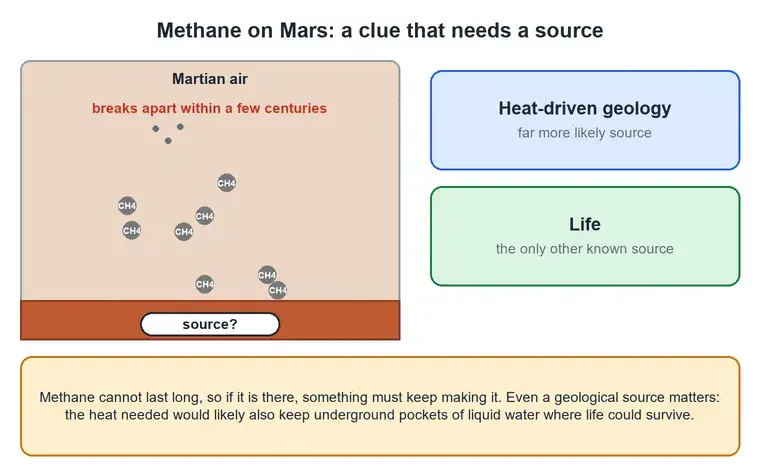 Methane on Mars: a clue that needs a source
Martian air
breaks apart within a few centuries
CH4
CH4
CH4
CH4
CH4
CH4
CH4
CH4
source?
Heat-driven geology
far more likely source
Life
the only other known source
Methane cannot last long, so if it is there, something must keep making it. Even a geological source matters:
the heat needed would likely also keep underground pockets of liquid water where life could survive.